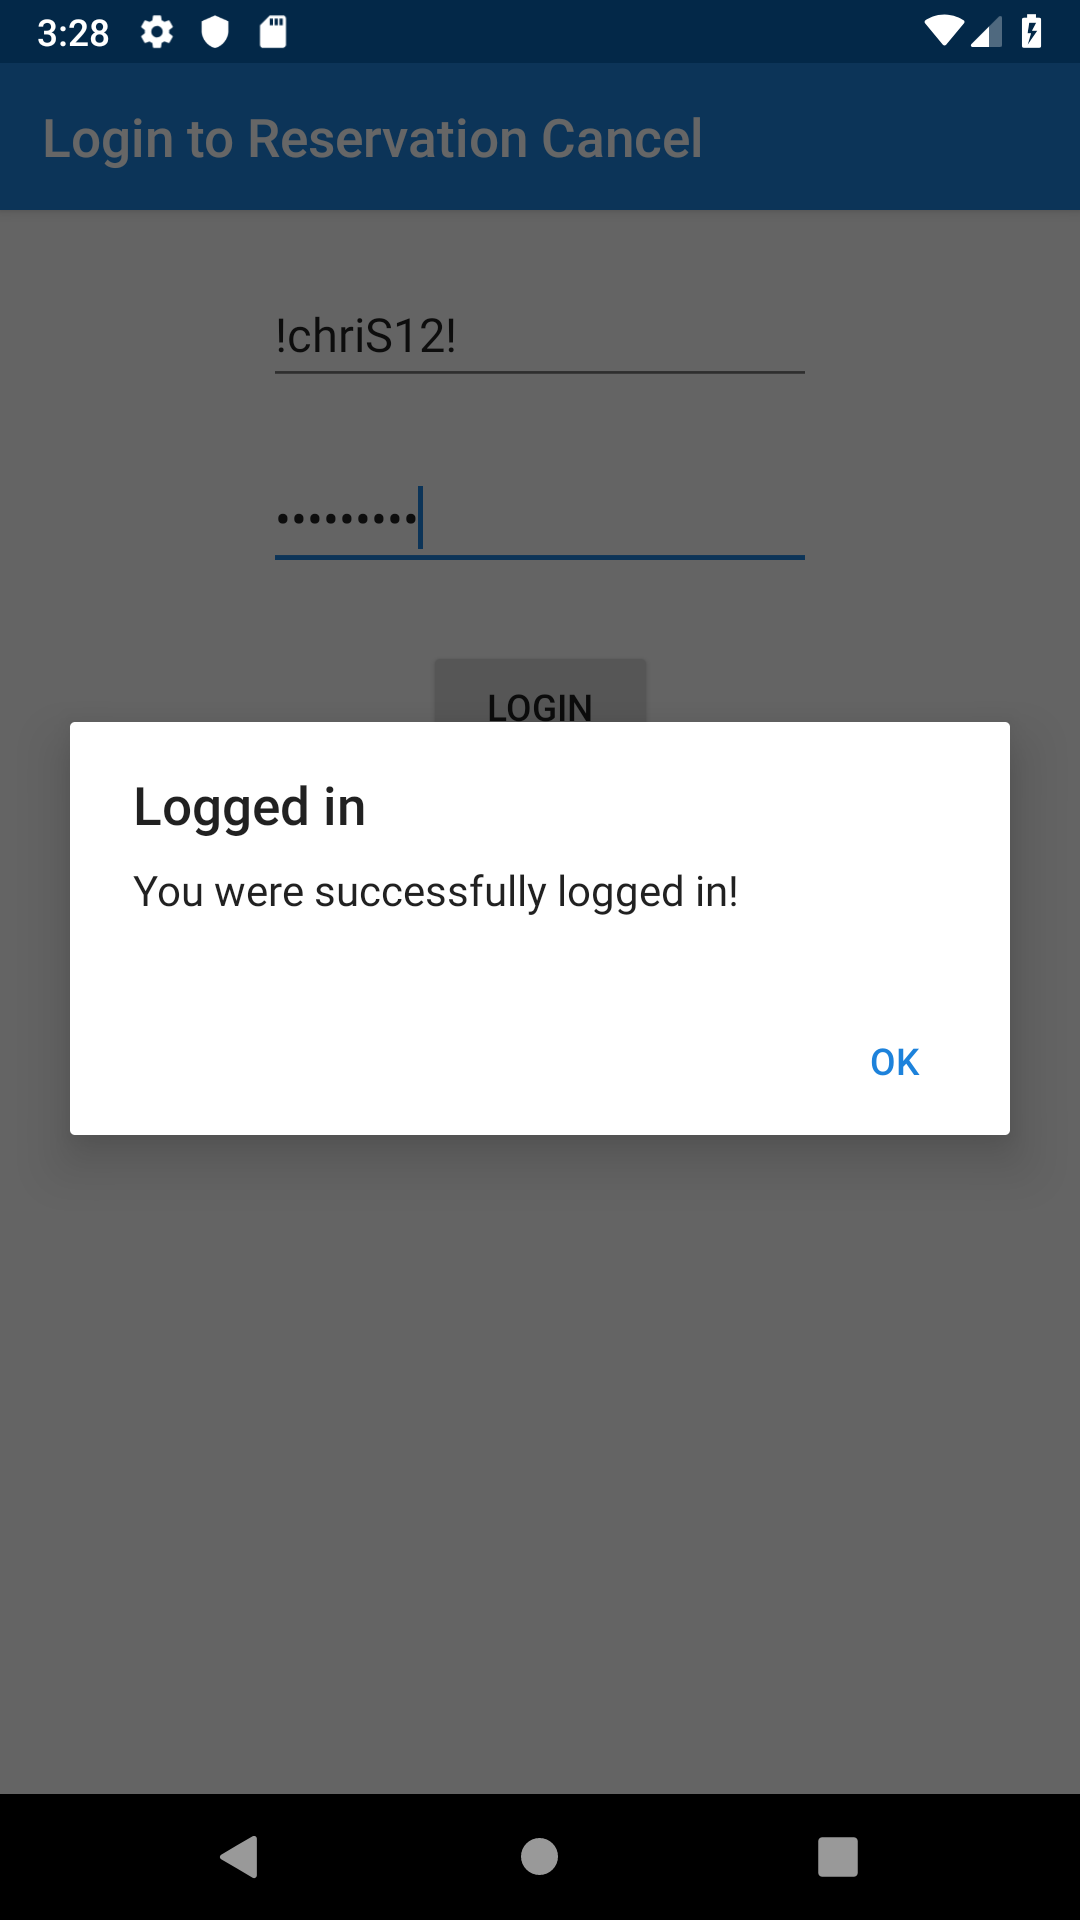 3:28
Login to Reservation Cancel
!chriS12!
•••••••••
LOGIN
Logged in
You were successfully logged in!
OK